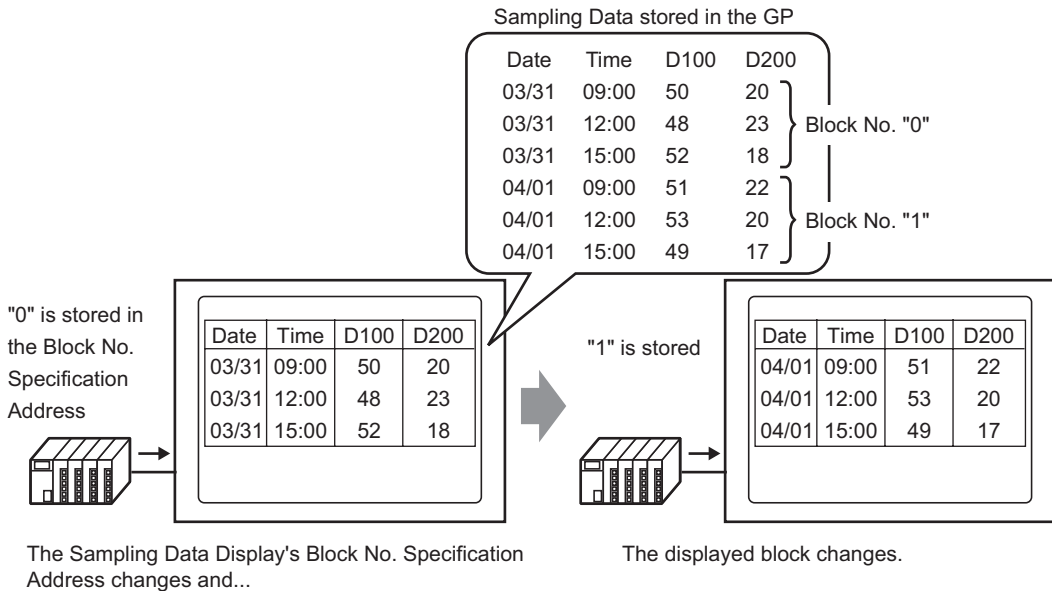 Sampling Data stored in the GP
Date Time D100 D200
03/31 09:00 50 20
03/31 12:00 48 23
03/31 15:00 52 18
Block No. "0"
04/01 09:00 51 22
04/01 12:00 53 20
04/01 15:00 49 17
Block No. "1"
"0" is stored in
the Block No.
Specification
Address
Date Time D100 D200
03/31 09:00 50 20
03/31 12:00 48 23
03/31 15:00 52 18
"1" is stored
Date Time D100 D200
04/01 09:00 51 22
04/01 12:00 53 20
04/01 15:00 49 17
The Sampling Data Display's Block No. Specification
Address changes and...
The displayed block changes.